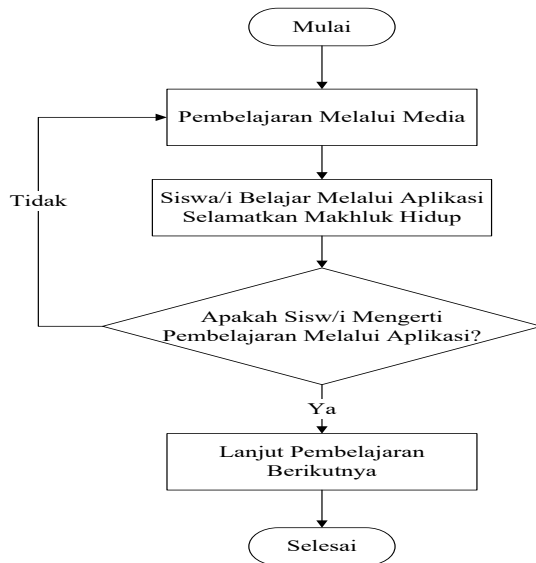 Mulai
Pembelajaran Melalui Media
Tidak
Siswa/i Belajar Melalui Aplikasi
Selamatkan Makhluk Hidup
Apakah Sisw/i Mengerti
Pembelajaran Melalui Aplikasi?
Ya
Lanjut Pembelajaran
Berikutnya
Selesai